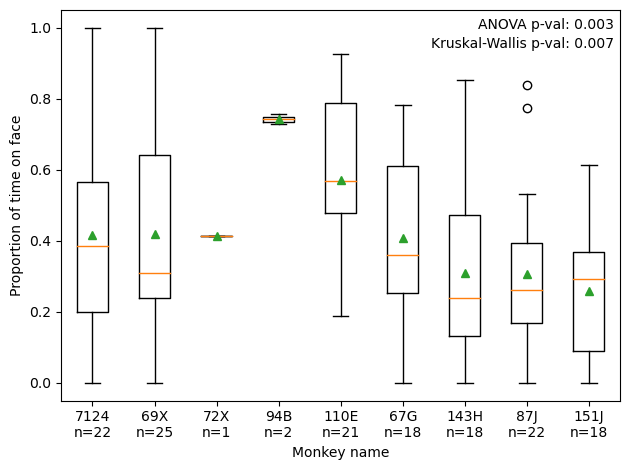 ANOVA p-val: 0.003
Kruskal-Wallis p-val: 0.007
Proportion of time on face
1.0
0.8
0.6
0.4
0.2
0.0
7124 69X 72X 94B 110E 67G 143H 87J 151J
n=22 n=25 n=1 n=2 n=21 n=18 n=18 n=22 n=18
Monkey name